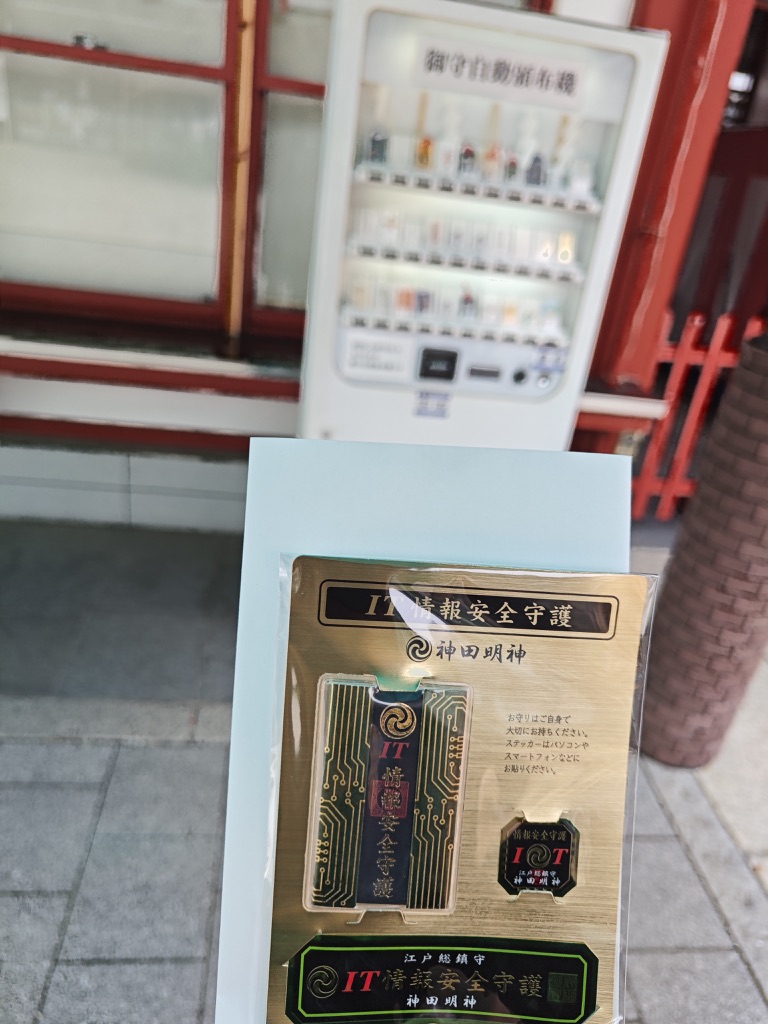 御守自動頒布機
IT情報安全守護
神田明神
お守りはご自身で
大切にお持ちください。
ステッカーはパソコンや
スマートフォンなどに
お貼りください。
IT
情報安全守護
情報安全守護
IT
江戸総鎮守
神田明神
江戸総鎮守
IT情報安全守護
神田明神